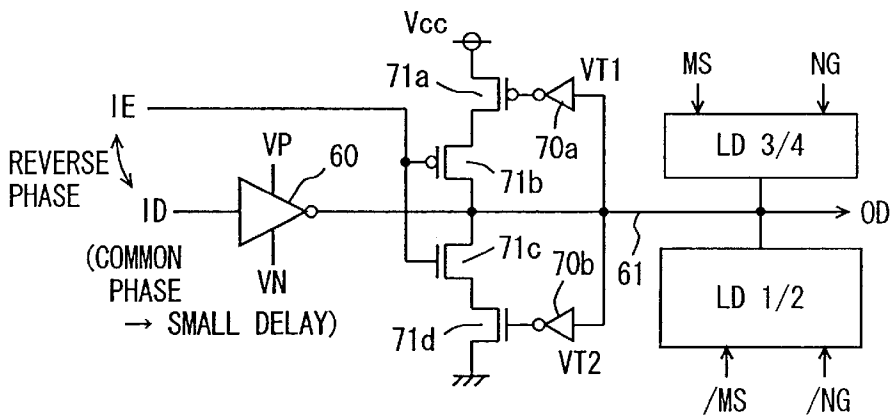 Vcc
VT1
MS
NG
71a
IE
70a
LD 3/4
VP
60
REVERSE
PHASE
71b
ID
OD
61
71c
(COMMON
PHASE
→ SMALL DELAY)
VN
70b
LD 1/2
71d
VT2
/MS
/NG